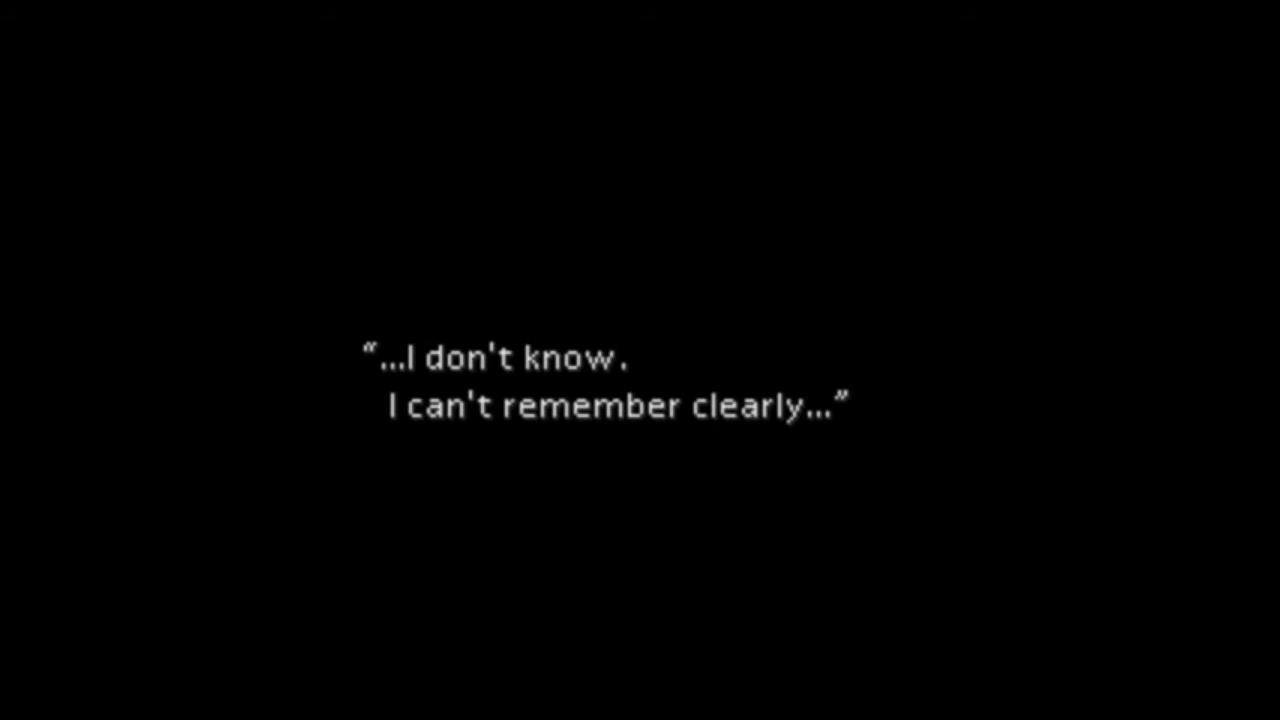 “...I don't know.
I can't remember clearly...”